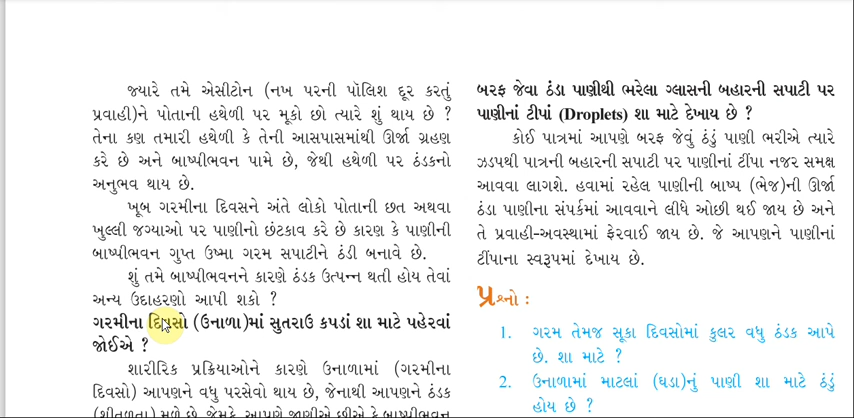 જ્યારે તમે એસીટોન (નખ પરની પૉલિશ દૂર કરતું
પ્રવાહી)ને પોતાની હથેળી પર મૂકો છો ત્યારે શું થાય છે ?
તેના કણ તમારી હથેળી કે તેની આસપાસમાંથી ઊર્જા ગ્રહણ
કરે છે અને બાષ્પીભવન પામે છે, જેથી હથેળી પર ઠંડકનો
અનુભવ થાય છે.
ખૂબ ગરમીના દિવસને અંતે લોકો પોતાની છત અથવા
ખુલ્લી જગ્યાઓ પર પાણીનો છંટકાવ કરે છે કારણ કે પાણીની
બાષ્પીભવન ગુપ્ત ઉષ્મા ગરમ સપાટીને ઠંડી બનાવે છે.
શું તમે બાષ્પીભવનને કારણે ઠંડક ઉત્પન્ન થતી હોય તેવાં
અન્ય ઉદાહરણો આપી શકો ?
ગરમીના દિવસો (ઉનાળા)માં સુતરાઉ કપડાં શા માટે પહેરવાં
જોઈએ ?
શારીરિક પ્રક્રિયાઓને કારણે ઉનાળામાં (ગરમીના
દિવસો) આપણને વધુ પરસેવો થાય છે, જેનાથી આપણને ઠંડક
(શીતળતા) મળે છે. જેમકે આપણે જાણીએ છીએ કે બાષ્પીભવન
બરફ જેવા ઠંડા પાણીથી ભરેલા ગ્લાસની બહારની સપાટી પર
પાણીનાં ટીપાં (Droplets) શા માટે દેખાય છે ?
કોઈ પાત્રમાં આપણે બરફ જેવું ઠંડું પાણી ભરીએ ત્યારે
ઝડપથી પાત્રની બહારની સપાટી પર પાણીનાં ટીંપા નજર સમક્ષ
આવવા લાગશે. હવામાં રહેલ પાણીની બાષ્પ (ભેજ)ની ઊર્જા
ઠંડા પાણીના સંપર્કમાં આવવાને લીધે ઓછી થઈ જાય છે અને
તે પ્રવાહી-અવસ્થામાં ફેરવાઈ જાય છે. જે આપણને પાણીનાં
ટીંપાના સ્વરૂપમાં દેખાય છે.
પ્રશ્નો :
1. ગરમ તેમજ સૂકા દિવસોમાં કુલર વધુ ઠંડક આપે
છે. શા માટે ?
2. ઉનાળામાં માટલાં (ઘડા)નું પાણી શા માટે ઠંડું
હોય છે ?